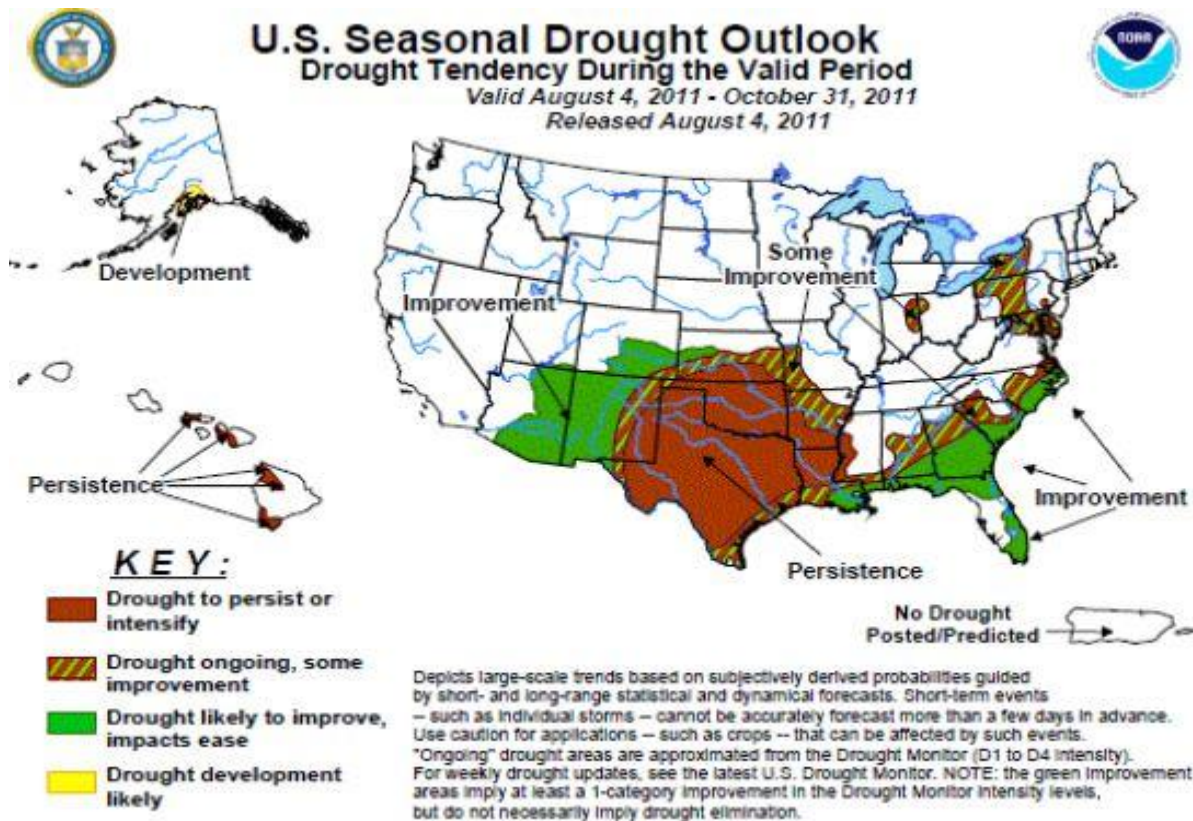 U.S. Seasonal Drought Outlook
Drought Tendency During the Valid Period
Valid August 4, 2011 - October 31, 2011
Released August 4, 2011
NOAA
Development
Improvement
Some
Improvement
Persistence
Improvement
Persistence
No Drought
Posted/Predicted
KEY:
Drought to persist or
intensify
Drought ongoing, some
improvement
Drought likely to improve,
impacts ease
Drought development
likely
Depicts large-scale trends based on subjectively derived probabilities guided
by short- and long-range statistical and dynamical forecasts. Short-term events
-- such as individual storms -- cannot be accurately forecast more than a few days in advance.
Use caution for applications -- such as crops -- that can be affected by such events.
"Ongoing" drought areas are approximated from the Drought Monitor (D1 to D4 intensity).
For weekly drought updates, see the latest U.S. Drought Monitor. NOTE: the green improvement
areas imply at least a 1-category improvement in the Drought Monitor intensity levels,
but do not necessarily imply drought elimination.